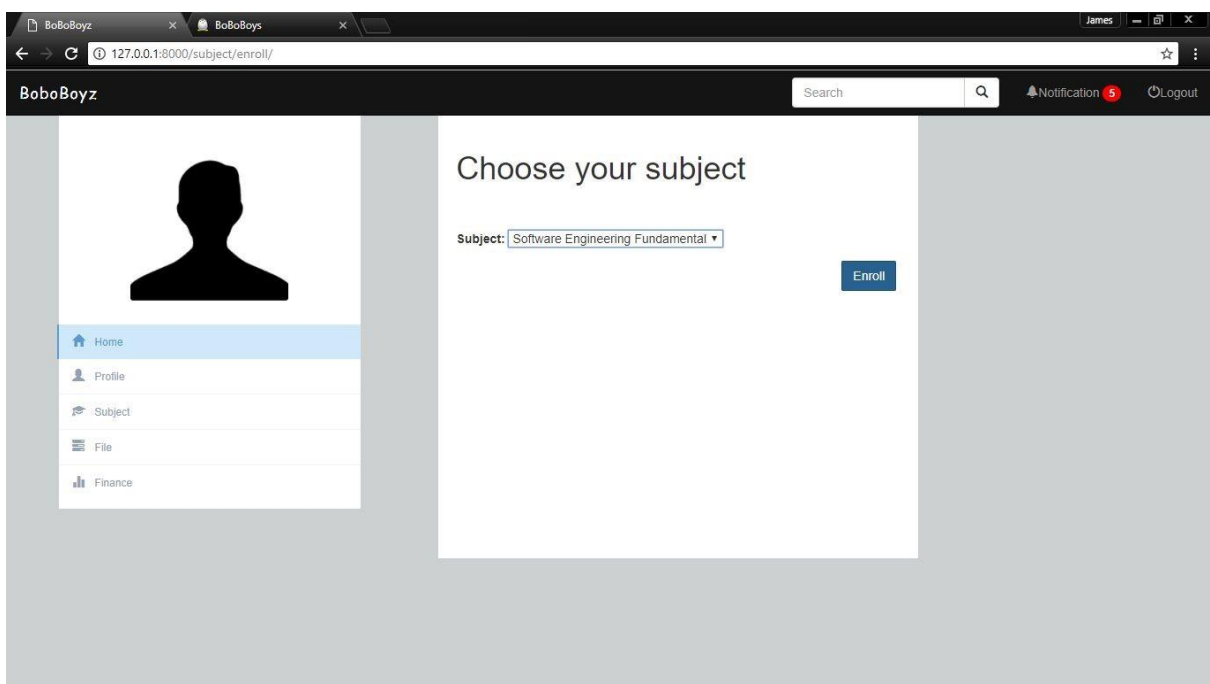 BoBoBoyz
BoBoBoys
James
127.0.0.1:8000/subject/enroll/
BoboBoyz
Search
Notification 5
Logout
Choose your subject
Subject: Software Engineering Fundamental
Enroll
Home
Profile
Subject
File
Finance